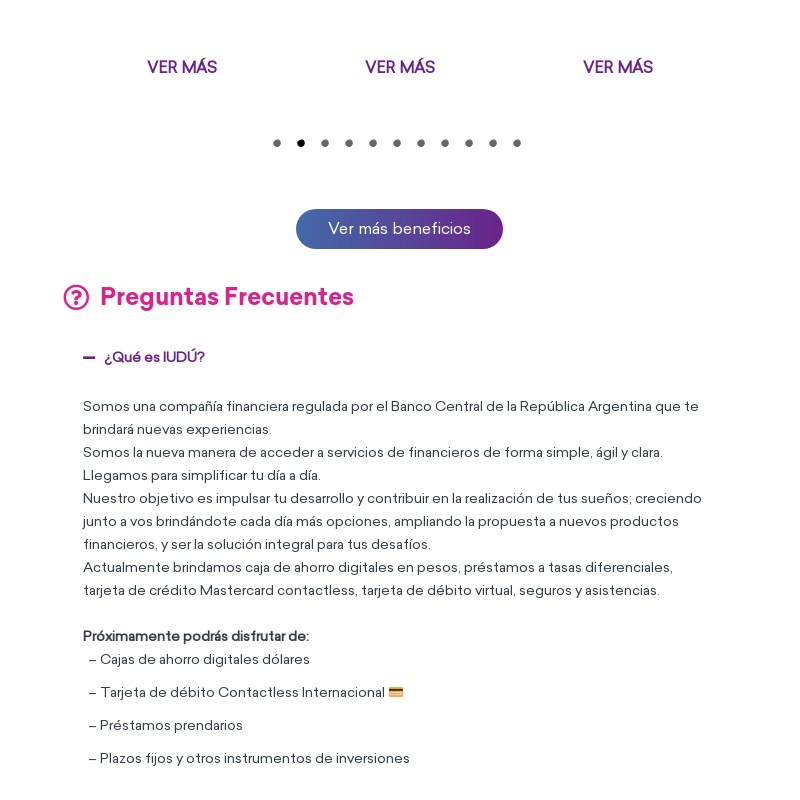 VER MÁS VER MÁS VER MÁS
Ver más beneficios
Preguntas Frecuentes
¿Qué es IUDÚ?
Somos una compañía financiera regulada por el Banco Central de la República Argentina que te
brindará nuevas experiencias.
Somos la nueva manera de acceder a servicios de financieros de forma simple, ágil y clara.
Llegamos para simplificar tu día a día.
Nuestro objetivo es impulsar tu desarrollo y contribuir en la realización de tus sueños; creciendo
junto a vos brindándote cada día más opciones, ampliando la propuesta a nuevos productos
financieros, y ser la solución integral para tus desafíos.
Actualmente brindamos caja de ahorro digitales en pesos, préstamos a tasas diferenciales,
tarjeta de crédito Mastercard contactless, tarjeta de débito virtual, seguros y asistencias.
Próximamente podrás disfrutar de:
– Cajas de ahorro digitales dólares
– Tarjeta de débito Contactless Internacional 💳
– Préstamos prendarios
– Plazos fijos y otros instrumentos de inversiones